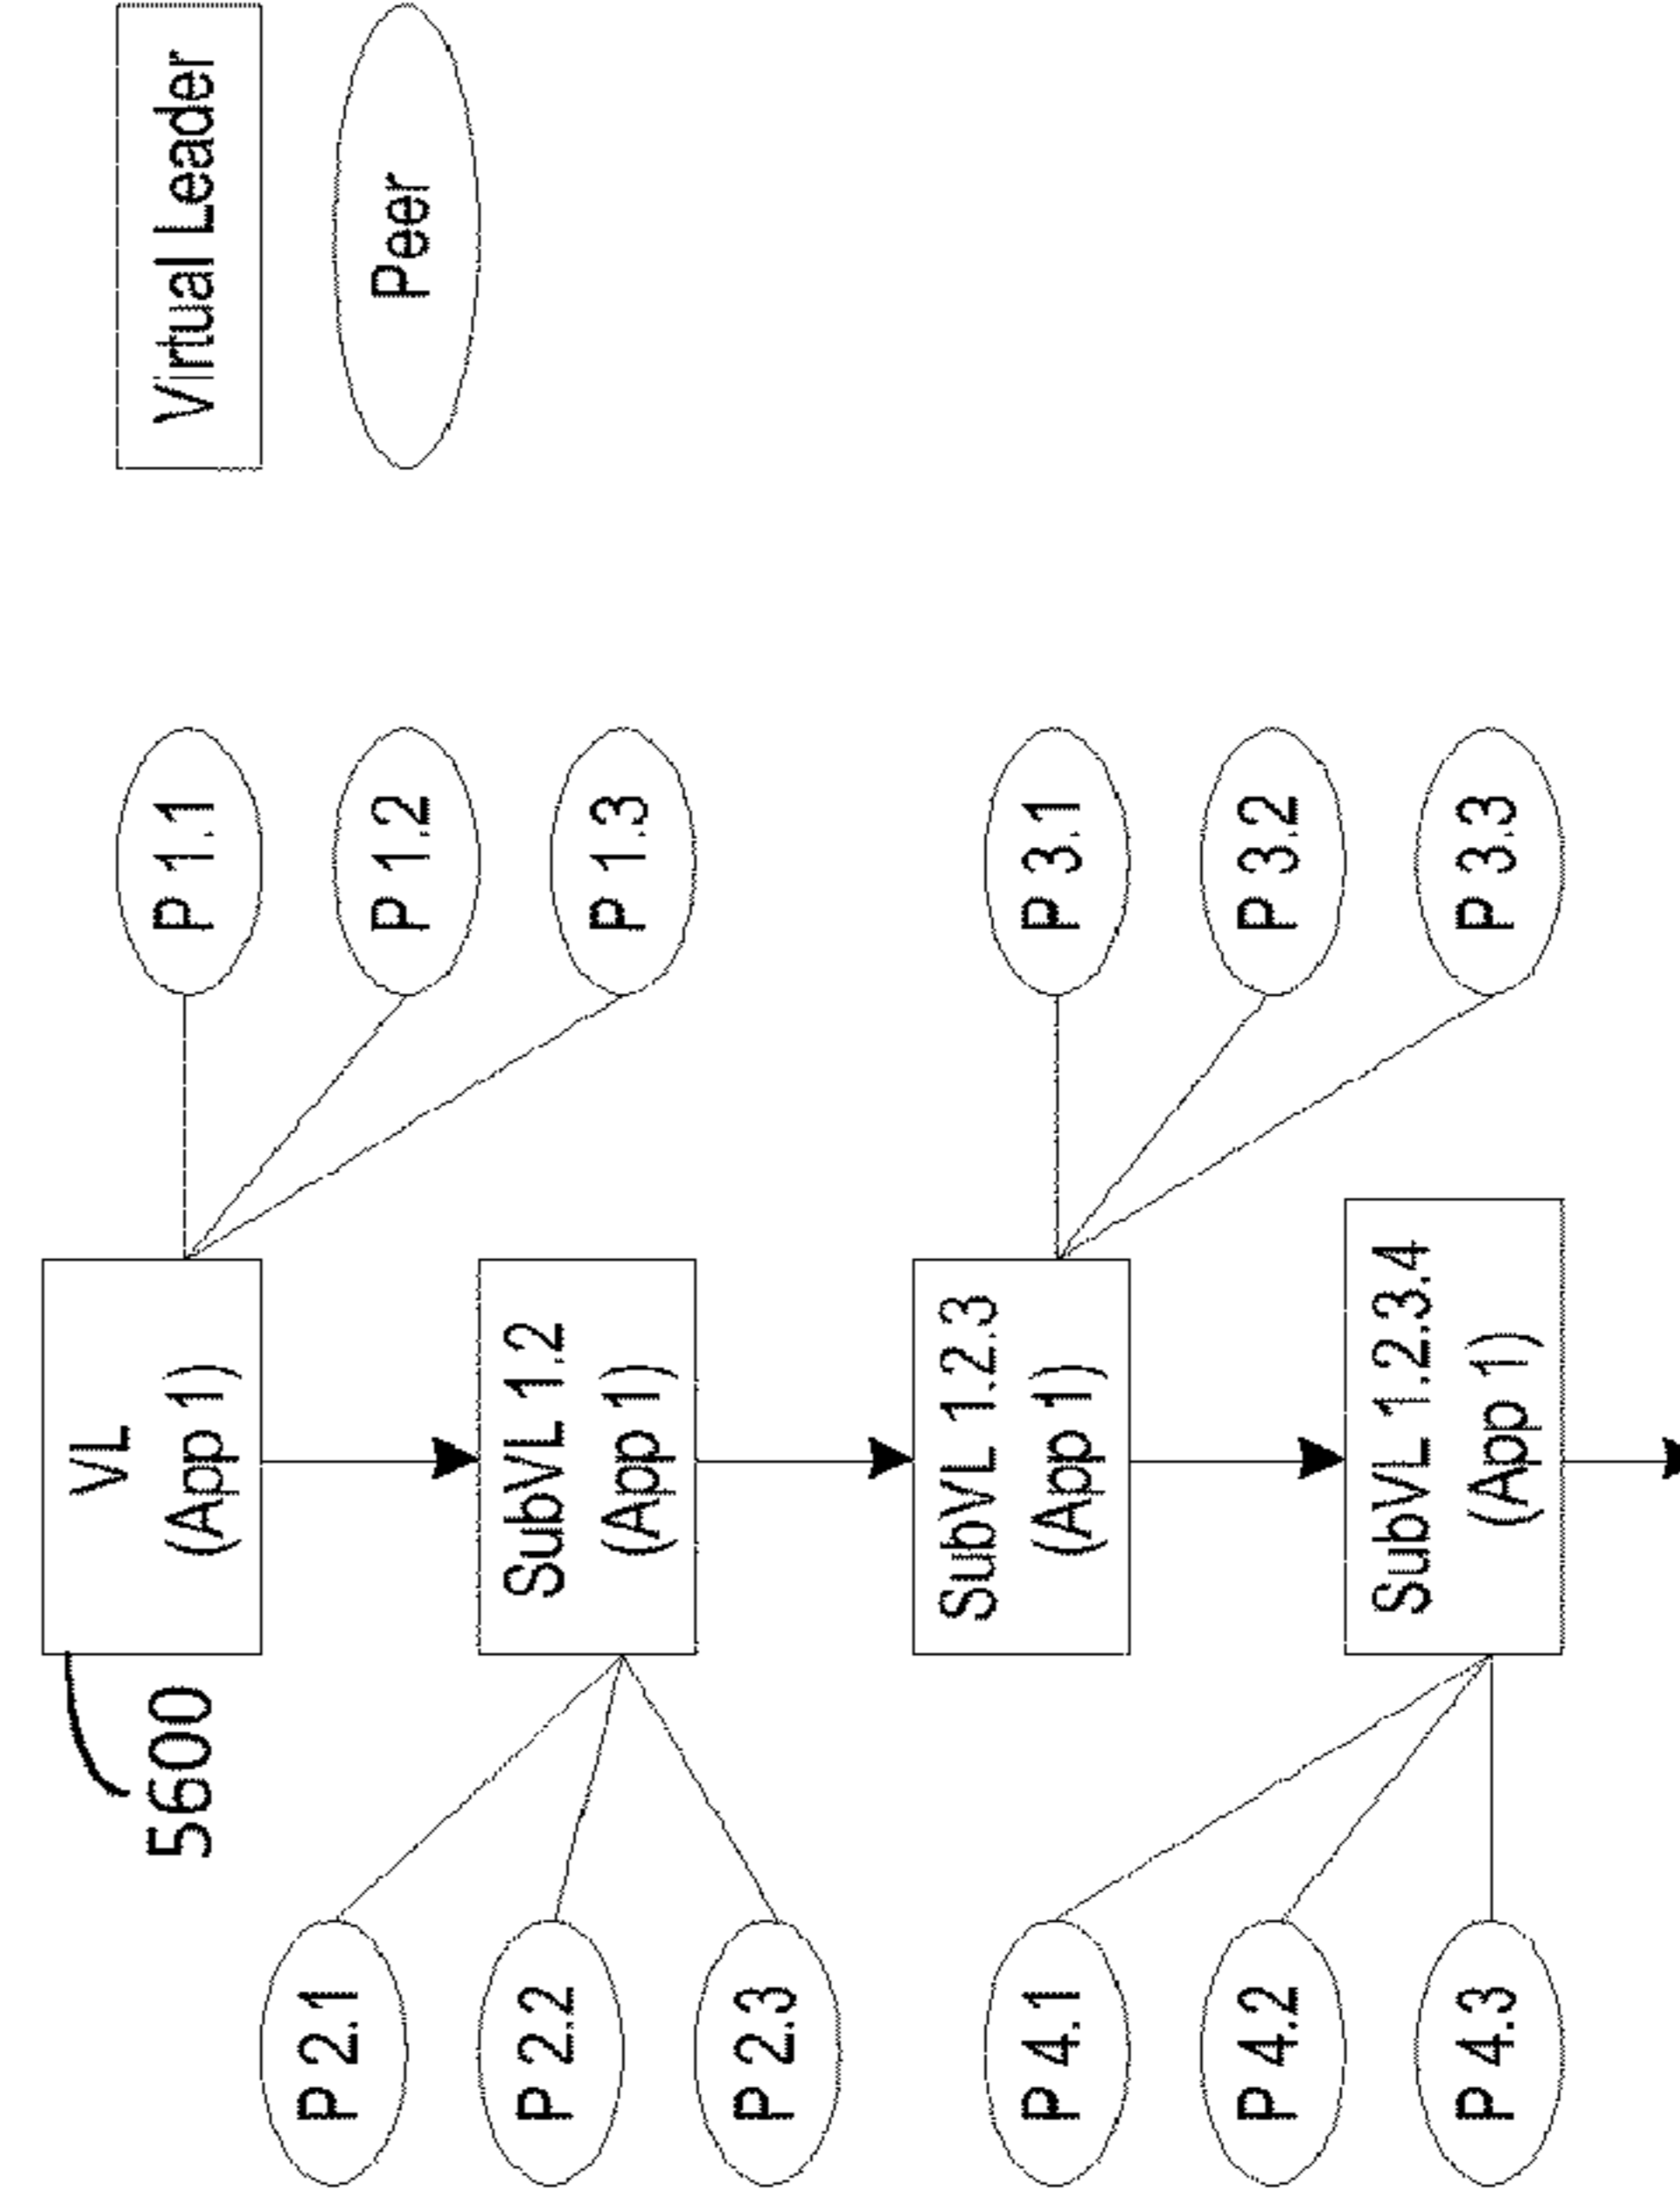 Virtual Leader
Peer
P 1.1
P 1.2
P 1.3
P 3.1
P 3.2
P 3.3
VL
(App 1)
SubVL 1.2
(App 1)
SubVL 1.2.3
(App 1)
SubVL 1.2.3.4
(App 1)
5600
P 2.1
P 2.2
P 2.3
P 4.1
P 4.2
P 4.3